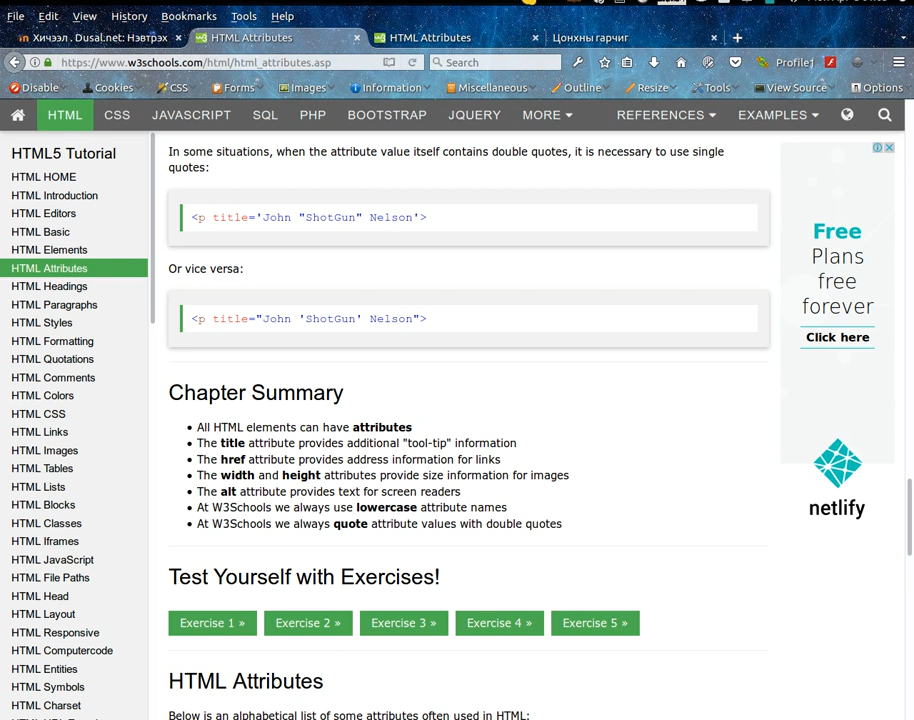 File Edit View History Bookmarks Tools Help
Хичээл . Dusal.net: Нэвтрэх × HTML Attributes × HTML Attributes × Цонхны гарчиг × +
https://www.w3schools.com/html/html_attributes.asp Search Profile1
Disable Cookies CSS Forms Images Information Miscellaneous Outline Resize Tools View Source Options
HTML CSS JAVASCRIPT SQL PHP BOOTSTRAP JQUERY MORE REFERENCES EXAMPLES
HTML5 Tutorial
HTML HOME
HTML Introduction
HTML Editors
HTML Basic
HTML Elements
HTML Attributes
HTML Headings
HTML Paragraphs
HTML Styles
HTML Formatting
HTML Quotations
HTML Comments
HTML Colors
HTML CSS
HTML Links
HTML Images
HTML Tables
HTML Lists
HTML Blocks
HTML Classes
HTML Iframes
HTML JavaScript
HTML File Paths
HTML Head
HTML Layout
HTML Responsive
HTML Computercode
HTML Entities
HTML Symbols
HTML Charset
In some situations, when the attribute value itself contains double quotes, it is necessary to use single
quotes:
<p title='John "ShotGun" Nelson'>
Or vice versa:
<p title="John 'ShotGun' Nelson">
Chapter Summary
• All HTML elements can have attributes
• The title attribute provides additional "tool-tip" information
• The href attribute provides address information for links
• The width and height attributes provide size information for images
• The alt attribute provides text for screen readers
• At W3Schools we always use lowercase attribute names
• At W3Schools we always quote attribute values with double quotes
Test Yourself with Exercises!
Exercise 1 » Exercise 2 » Exercise 3 » Exercise 4 » Exercise 5 »
HTML Attributes
Below is an alphabetical list of some attributes often used in HTML:
Free
Plans
free
forever
Click here
netlify